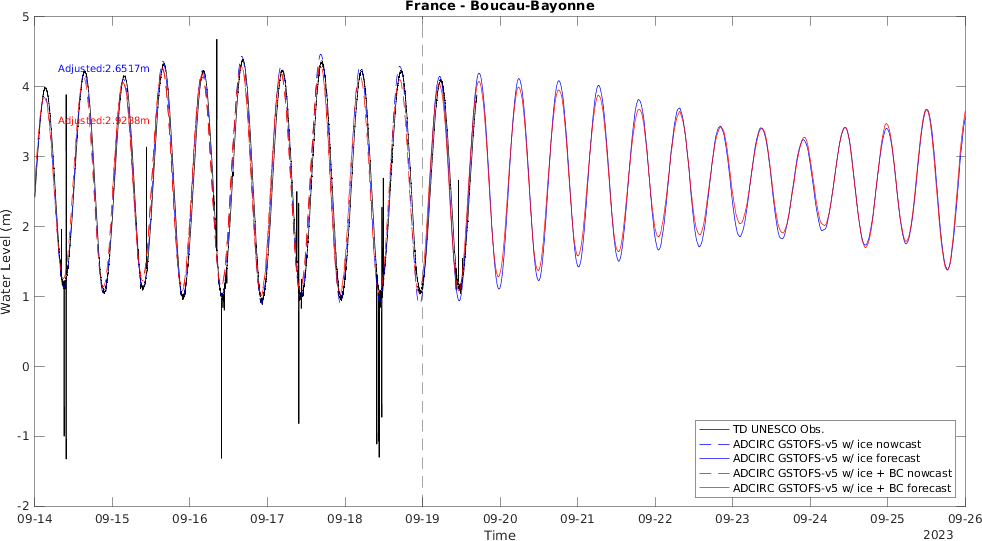 France - Boucau-Bayonne
5
4
3
2
1
0
-1
-2
Water Level (m)
Adjusted:2.6517m
Adjusted:2.9238m
TD UNESCO Obs.
ADCIRC GSTOFS-v5 w/ ice nowcast
ADCIRC GSTOFS-v5 w/ ice forecast
ADCIRC GSTOFS-v5 w/ ice + BC nowcast
ADCIRC GSTOFS-v5 w/ ice + BC forecast
09-14 09-15 09-16 09-17 09-18 09-19 09-20 09-21 09-22 09-23 09-24 09-25 09-26
Time
2023